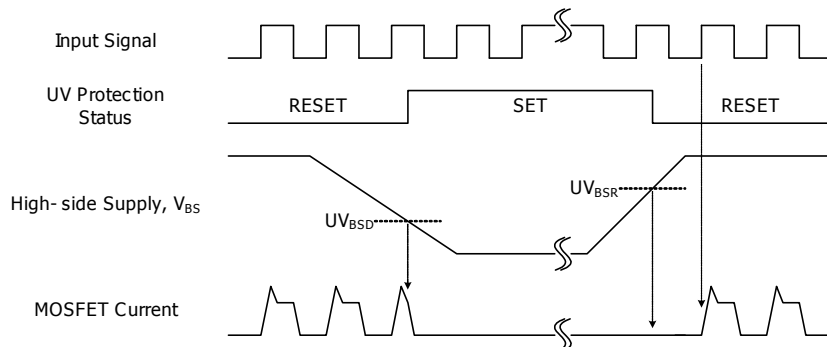 Input Signal
UV Protection
Status
RESET
SET
RESET
High- side Supply, VBS
UVBSD
UVBSR
MOSFET Current